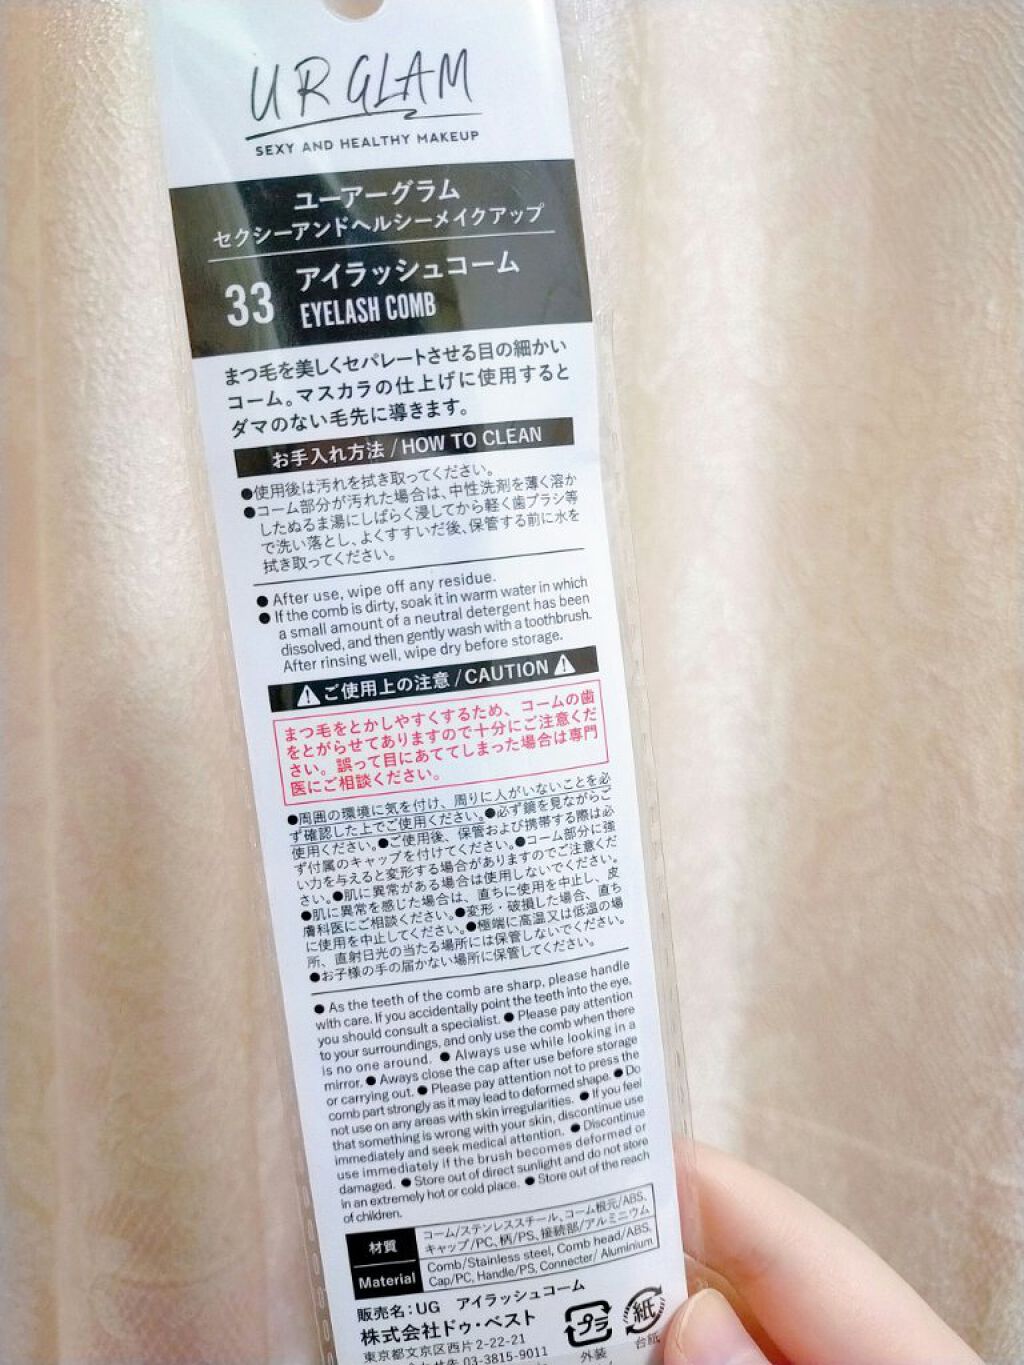 UR GLAM
SEXY AND HEALTHY MAKEUP
ユーアーグラム
セクシーアンドヘルシーメイクアップ
33 アイラッシュコーム
EYELASH COMB
まつ毛を美しくセパレートさせる目の細かい
コーム。マスカラの仕上げに使用すると
ダマのない毛先に導きます。
お手入れ方法 / HOW TO CLEAN
●使用後は汚れを拭き取ってください。
●コーム部分が汚れた場合は、中性洗剤を薄く溶か
したぬるま湯にしばらく浸してから軽く歯ブラシ等
で洗い落とし、よくすすいだ後、保管する前に水を
拭き取ってください。
● After use, wipe off any residue.
● If the comb is dirty, soak it in warm water in which
a small amount of a neutral detergent has been
dissolved, and then gently wash with a toothbrush.
After rinsing well, wipe dry before storage.
⚠ ご使用上の注意 / CAUTION ⚠
まつ毛をとかしやすくするため、コームの歯
をとがらせてありますので十分にご注意くだ
さい。誤って目にあててしまった場合は専門
医にご相談ください。
●周囲の環境に気を付け、周りに人がいないことを必
ず確認した上でご使用ください。●必ず鏡を見ながらご
使用ください。●ご使用後、保管および携帯する際は必
ず付属のキャップを付けてください。●コーム部分に強
い力を与えると変形する場合がありますのでご注意くだ
さい。●肌に異常がある場合は使用しないでください。
●肌に異常を感じた場合は、直ちに使用を中止し、皮
膚科医にご相談ください。●変形・破損した場合、直ち
に使用を中止してください。●極端に高温又は低温の場
所、直射日光の当たる場所には保管しないでください。
●お子様の手の届かない場所に保管してください。
● As the teeth of the comb are sharp, please handle
with care. If you accidentally point the teeth into the eye,
you should consult a specialist. ● Please pay attention
to your surroundings, and only use the comb when there
is no one around. ● Always use while looking in a
mirror. ● Aways close the cap after use before storage
or carrying out. ● Please pay attention not to press the
comb part strongly as it may lead to deformed shape. ● Do
not use on any areas with skin irregularities. ● If you feel
that something is wrong with your skin, discontinue use
immediately and seek medical attention. ● Discontinue
use immediately if the brush becomes deformed or
damaged. ● Store out of direct sunlight and do not store
in an extremely hot or cold place. ● Store out of the reach
of children.
材質
コーム/ステンレススチール、コーム根元/ABS、
キャップ/PC、柄/PS、接続部/アルミニウム
Material
Comb/Stainless steel, Comb head/ABS,
Cap/PC, Handle/PS, Connecter/ Aluminium
販売名：UG アイラッシュコーム
株式会社ドゥ・ベスト
東京都文京区西片2-22-21
03-3815-9011
プラ
外装
紙
台紙